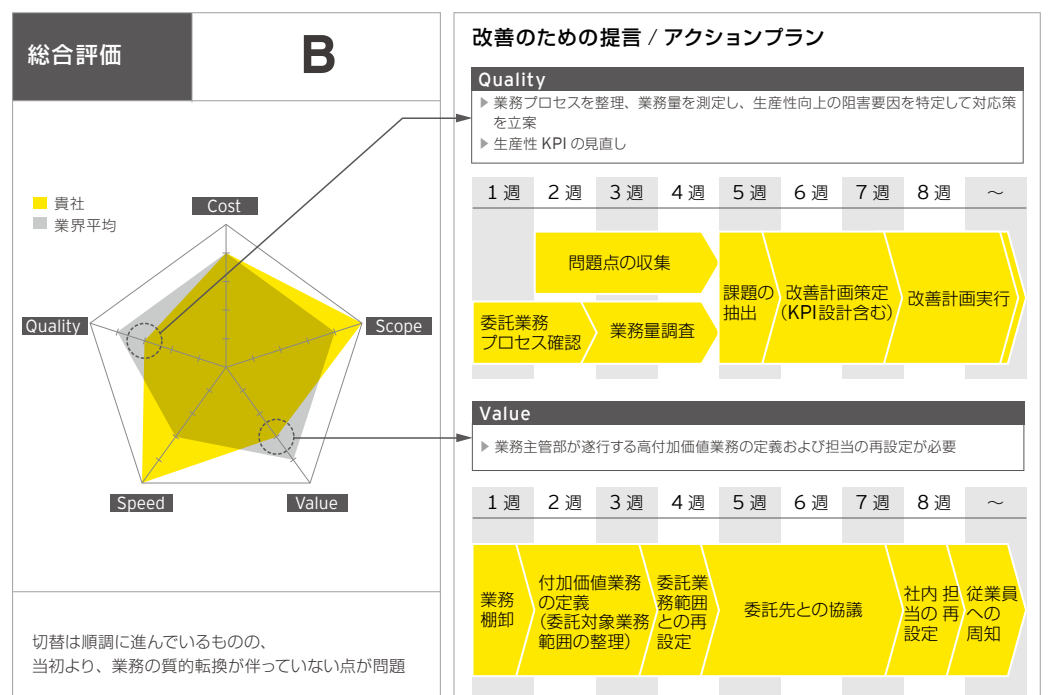 総合評価
B
貴社
業界平均
Cost
Quality
Scope
Speed
Value
切替は順調に進んでいるものの、
当初より、業務の質的転換が伴っていない点が問題
改善のための提言 / アクションプラン
Quality
▶ 業務プロセスを整理、業務量を測定し、生産性向上の阻害要因を特定して対応策
を立案
▶ 生産性 KPI の見直し
1 週 2 週 3 週 4 週 5 週 6 週 7 週 8 週 ～
問題点の収集
委託業務
プロセス確認
業務量調査
課題の
抽出
改善計画策定
(KPI設計含む)
改善計画実行
Value
▶ 業務主管部が遂行する高付加価値業務の定義および担当の再設定が必要
1 週 2 週 3 週 4 週 5 週 6 週 7 週 8 週 ～
業務
棚卸
付加価値業務
の定義
(委託対象業務
範囲の整理)
委託業
務範囲
との再
設定
委託先との協議
社内 担
当の 再
設定
従業員
への
周知